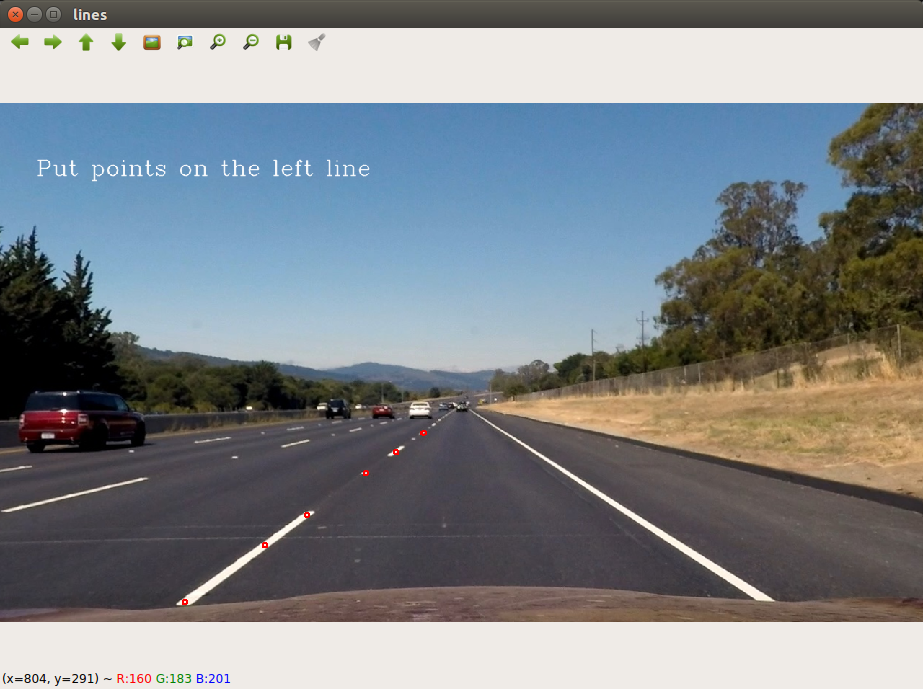 lines
Put points on the left line
(x=804, y=291) ~ R:160 G:183 B:201